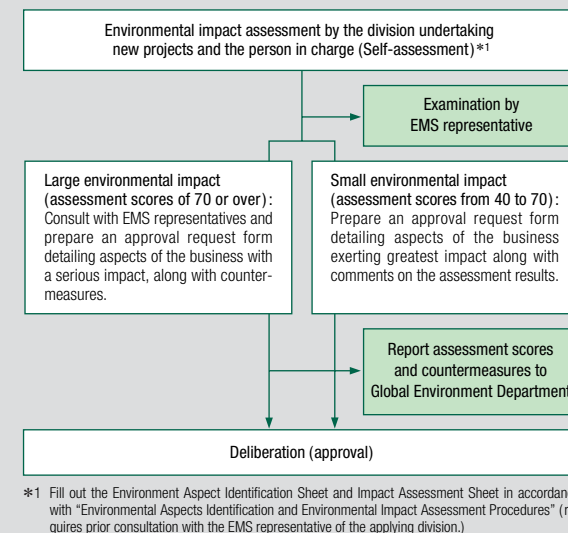 Environmental impact assessment by the division undertaking
new projects and the person in charge (Self-assessment)*1
Examination by
EMS representative
Large environmental impact
(assessment scores of 70 or over):
Consult with EMS representatives and
prepare an approval request form
detailing aspects of the business with
a serious impact, along with counter-
measures.
Small environmental impact
(assessment scores from 40 to 70):
Prepare an approval request form
detailing aspects of the business
exerting greatest impact along with
comments on the assessment results.
Report assessment scores
and countermeasures to
Global Environment Department
Deliberation (approval)
*1 Fill out the Environment Aspect Identification Sheet and Impact Assessment Sheet in accordanc
with “Environmental Aspects Identification and Environmental Impact Assessment Procedures” (r
quires prior consultation with the EMS representative of the applying division.)